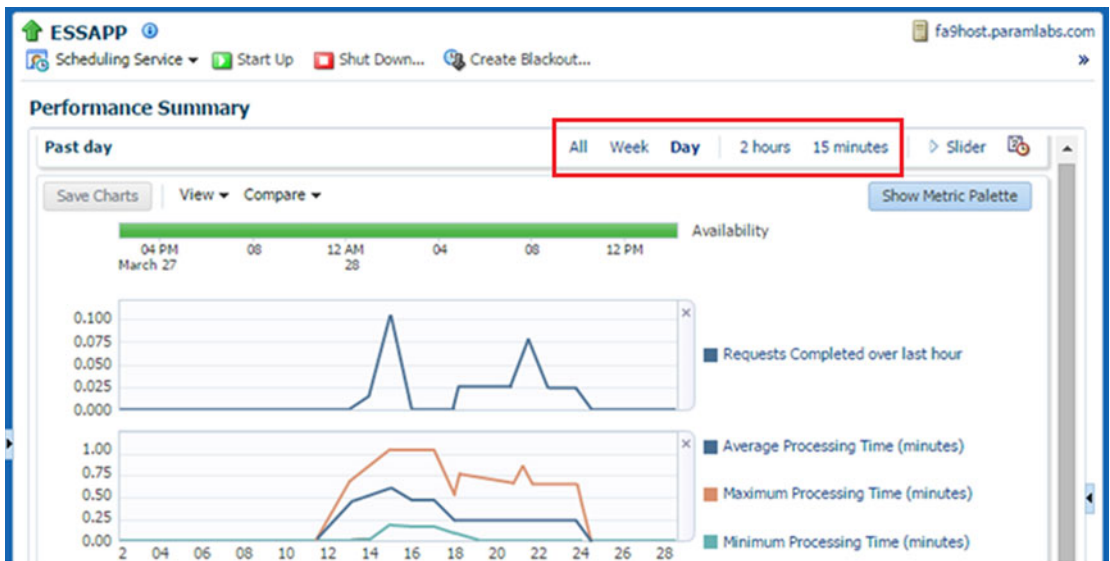 ESSAPP fa9host.paramlabs.com
Scheduling Service Start Up Shut Down... Create Blackout... »
Performance Summary
Past day All Week Day 2 hours 15 minutes Slider
Save Charts View Compare Show Metric Palette
Availability
04 PM 08 12 AM 04 08 12 PM
March 27 28
0.100
0.075
0.050
0.025
0.000
Requests Completed over last hour
1.00
0.75
0.50
0.25
0.00
Average Processing Time (minutes)
Maximum Processing Time (minutes)
Minimum Processing Time (minutes)
2 04 06 08 10 12 14 16 18 20 22 24 26 28